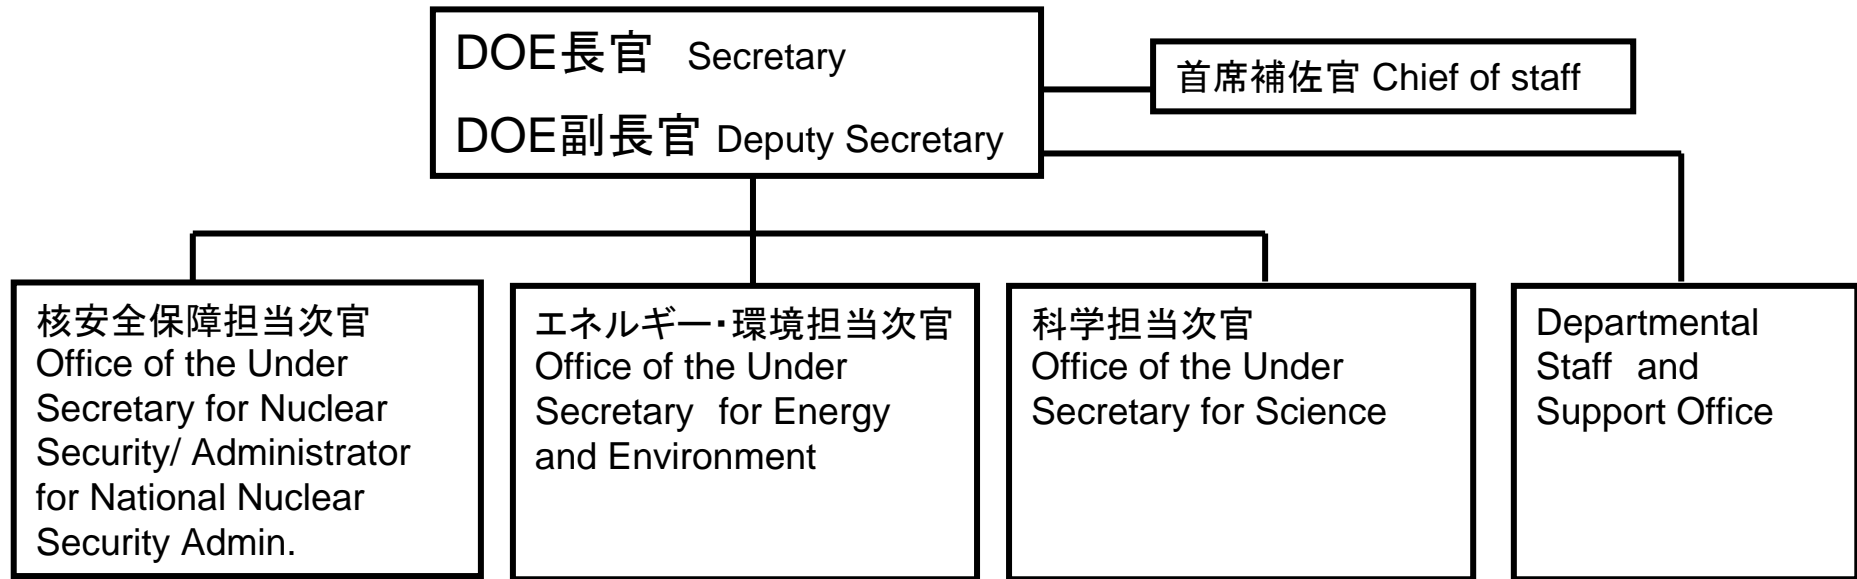 DOE長官 Secretary
DOE副長官 Deputy Secretary
首席補佐官 Chief of staff
核安全保障担当次官
Office of the Under
Secretary for Nuclear
Security/ Administrator
for National Nuclear
Security Admin.
エネルギー・環境担当次官
Office of the Under
Secretary for Energy
and Environment
科学担当次官
Office of the Under
Secretary for Science
Departmental
Staff and
Support Office